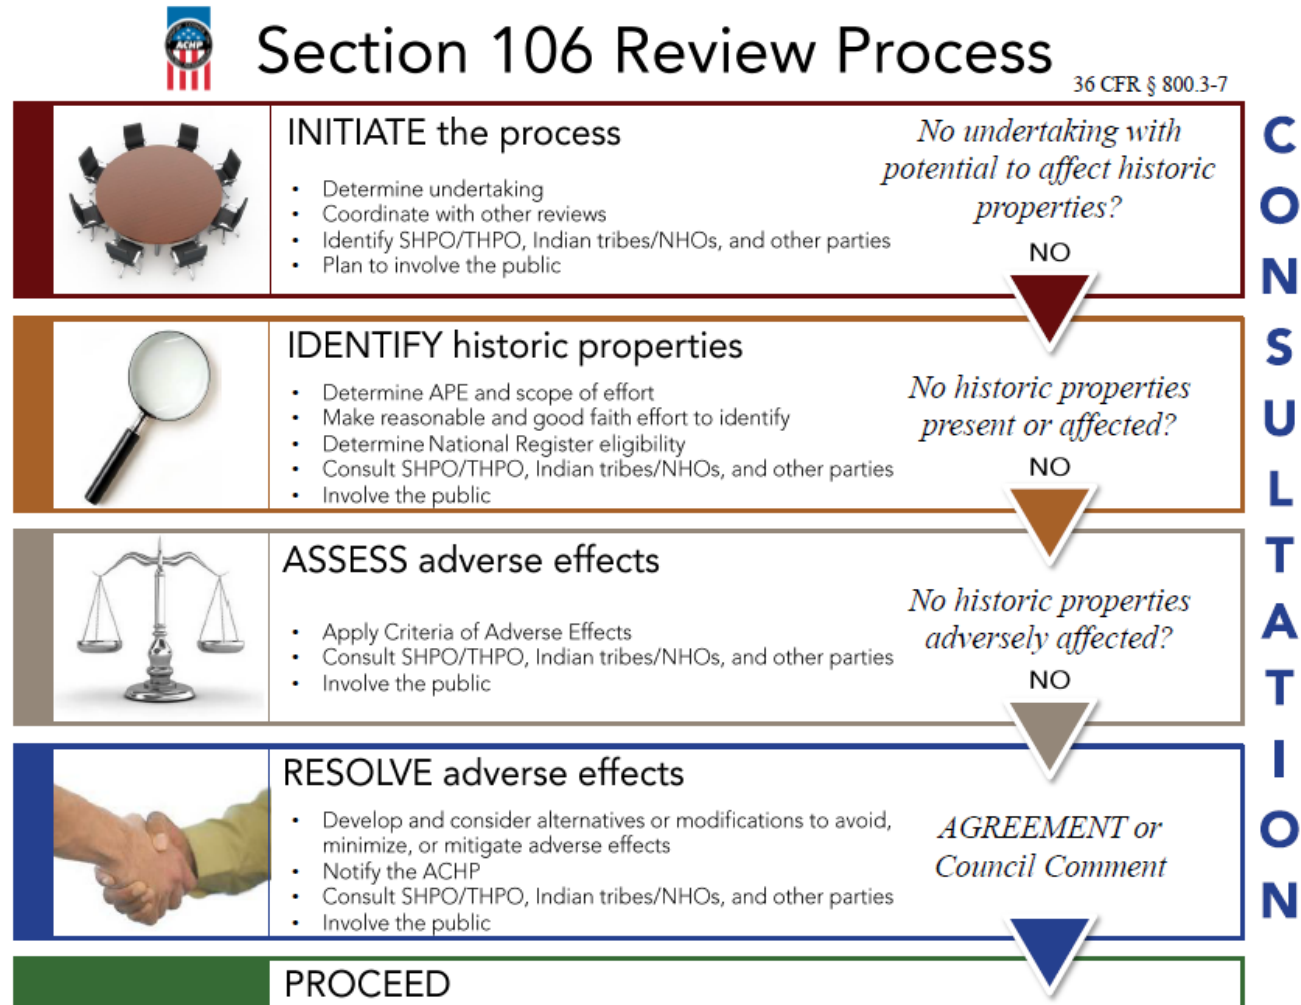 ACHP
Section 106 Review Process
36 CFR § 800.3-7
INITIATE the process
• Determine undertaking
• Coordinate with other reviews
• Identify SHPO/THPO, Indian tribes/NHOs, and other parties
• Plan to involve the public
No undertaking with
potential to affect historic
properties?
NO
IDENTIFY historic properties
• Determine APE and scope of effort
• Make reasonable and good faith effort to identify
• Determine National Register eligibility
• Consult SHPO/THPO, Indian tribes/NHOs, and other parties
• Involve the public
No historic properties
present or affected?
NO
ASSESS adverse effects
• Apply Criteria of Adverse Effects
• Consult SHPO/THPO, Indian tribes/NHOs, and other parties
• Involve the public
No historic properties
adversely affected?
NO
RESOLVE adverse effects
• Develop and consider alternatives or modifications to avoid,
minimize, or mitigate adverse effects
• Notify the ACHP
• Consult SHPO/THPO, Indian tribes/NHOs, and other parties
• Involve the public
AGREEMENT or
Council Comment
PROCEED
CONSULTATION